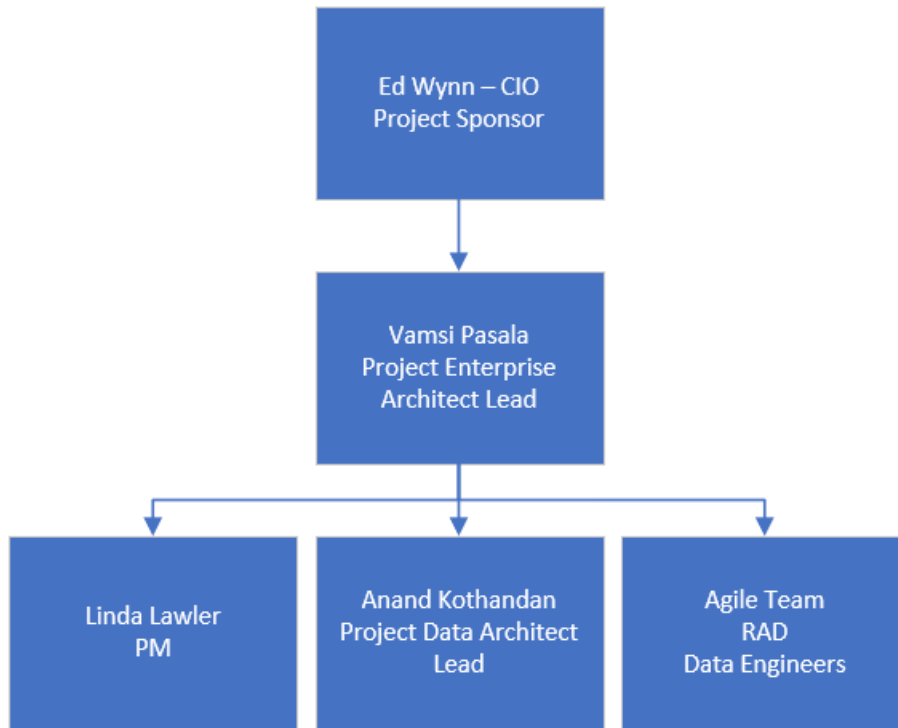 Ed Wynn – CIO
Project Sponsor
Vamsi Pasala
Project Enterprise
Architect Lead
Linda Lawler
PM
Anand Kothandan
Project Data Architect
Lead
Agile Team
RAD
Data Engineers